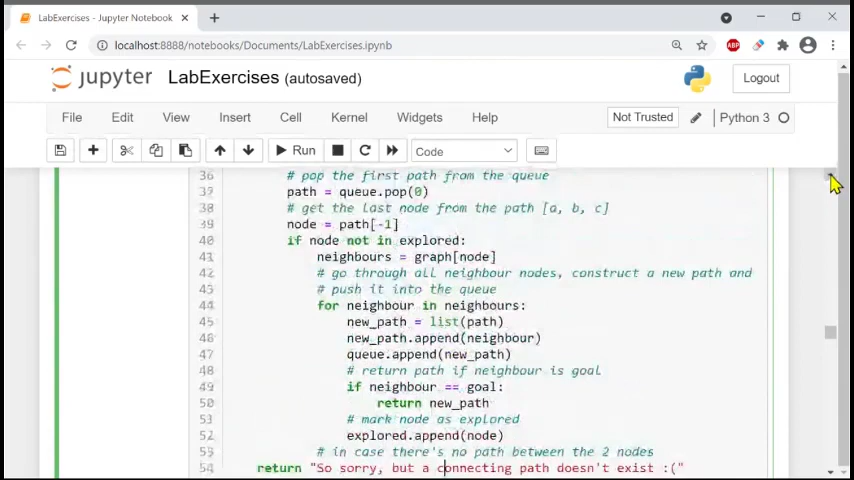 LabExercises - Jupyter Notebook
localhost:8888/notebooks/Documents/LabExercises.ipynb
ABP
jupyter LabExercises (autosaved)
Logout
File Edit View Insert Cell Kernel Widgets Help
Not Trusted
Python 3
Run
Code
36 # pop the first path from the queue
37 path = queue.pop(0)
38 # get the last node from the path [a, b, c]
39 node = path[-1]
40 if node not in explored:
41 neighbours = graph[node]
42 # go through all neighbour nodes, construct a new path and
43 # push it into the queue
44 for neighbour in neighbours:
45 new_path = list(path)
46 new_path.append(neighbour)
47 queue.append(new_path)
48 # return path if neighbour is goal
49 if neighbour == goal:
50 return new_path
51 # mark node as explored
52 explored.append(node)
53 # in case there's no path between the 2 nodes
54 return "So sorry, but a connecting path doesn't exist :("